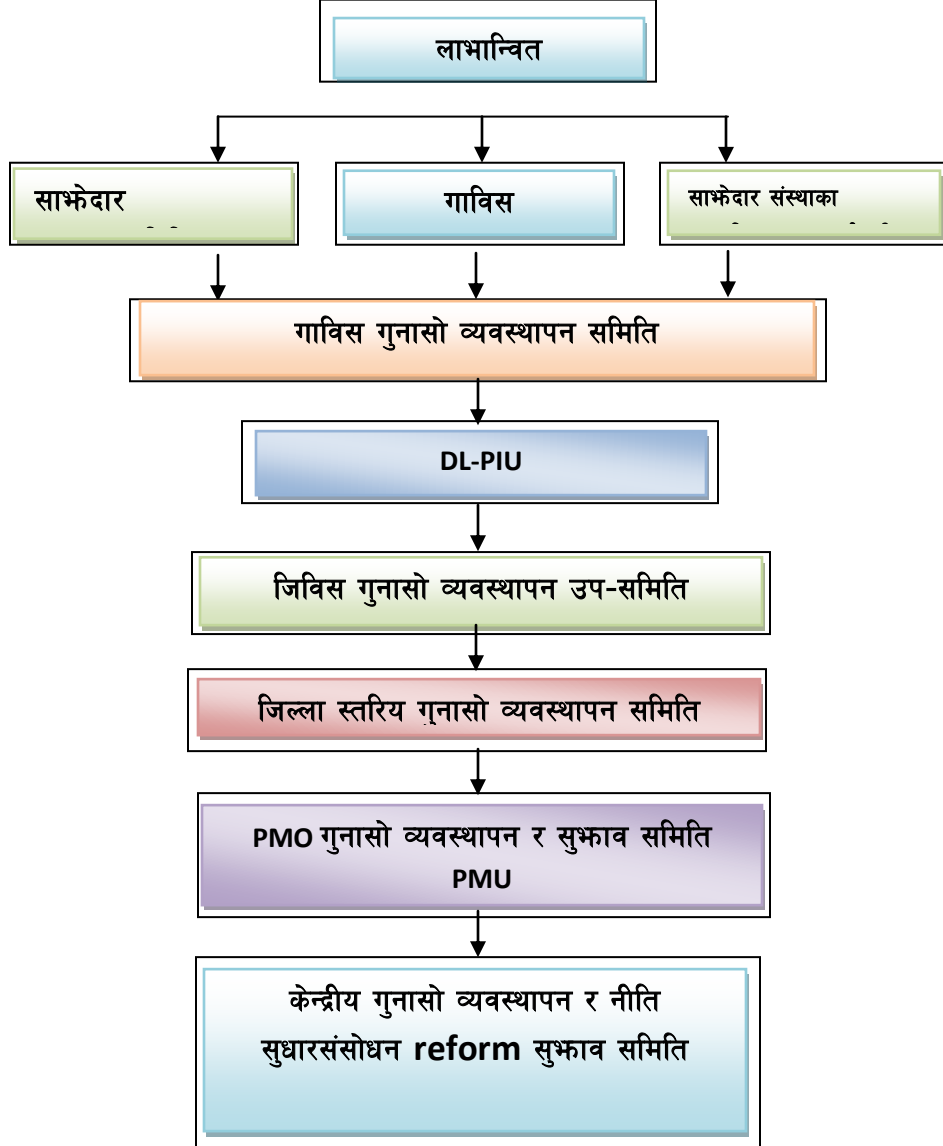 लाभान्वित
साझेदार
गाविस
साझेदार संस्थाका
गाविस गुनासो व्यवस्थापन समिति
DL-PIU
जिविस गुनासो व्यवस्थापन उप-समिति
जिल्ला स्तरिय गुनासो व्यवस्थापन समिति
PMO गुनासो व्यवस्थापन र सुझाव समिति
PMU
केन्द्रीय गुनासो व्यवस्थापन र नीति
सुधारसंसोधन reform सुझाव समिति